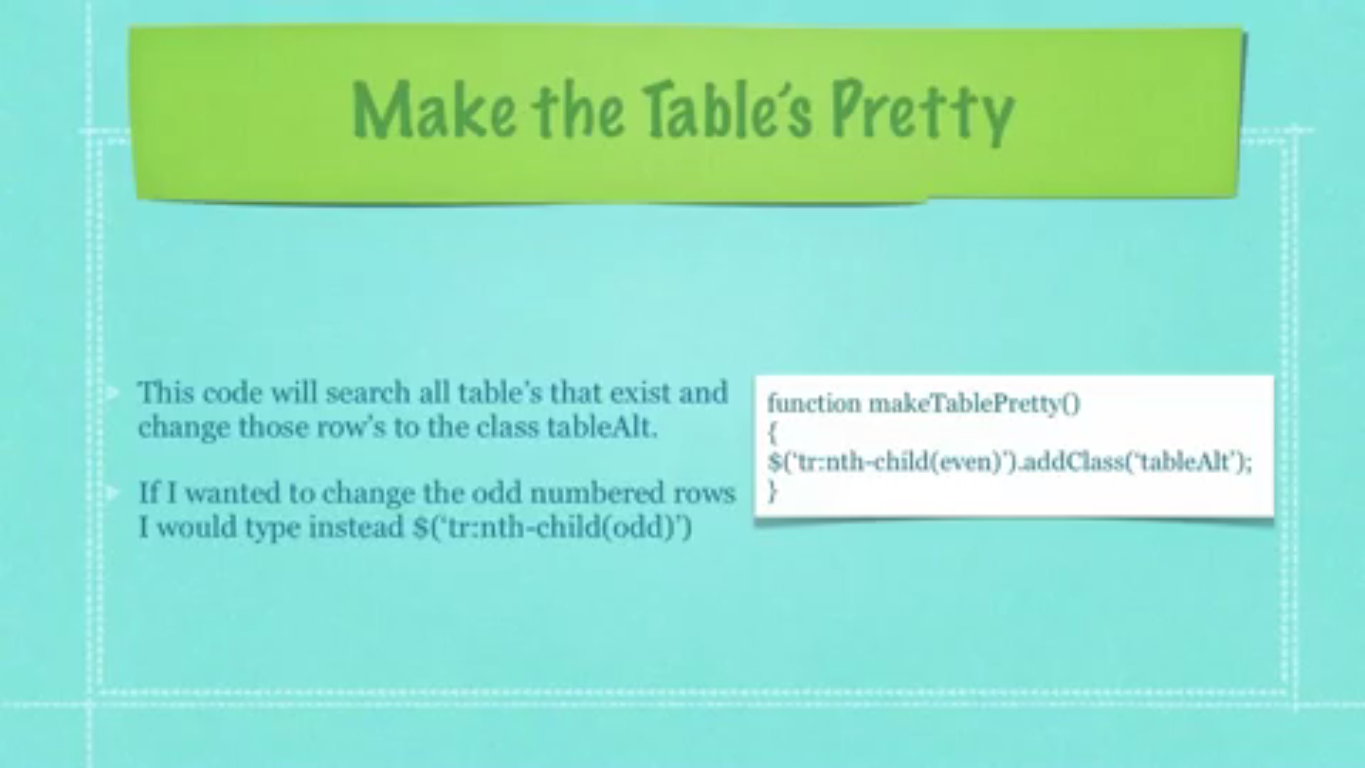 Make the Table's Pretty
This code will search all table's that exist and
change those row's to the class tableAlt.
If I wanted to change the odd numbered rows
I would type instead $('tr:nth-child(odd)')
function makeTablePretty()
{
$('tr:nth-child(even)').addClass('tableAlt');
}